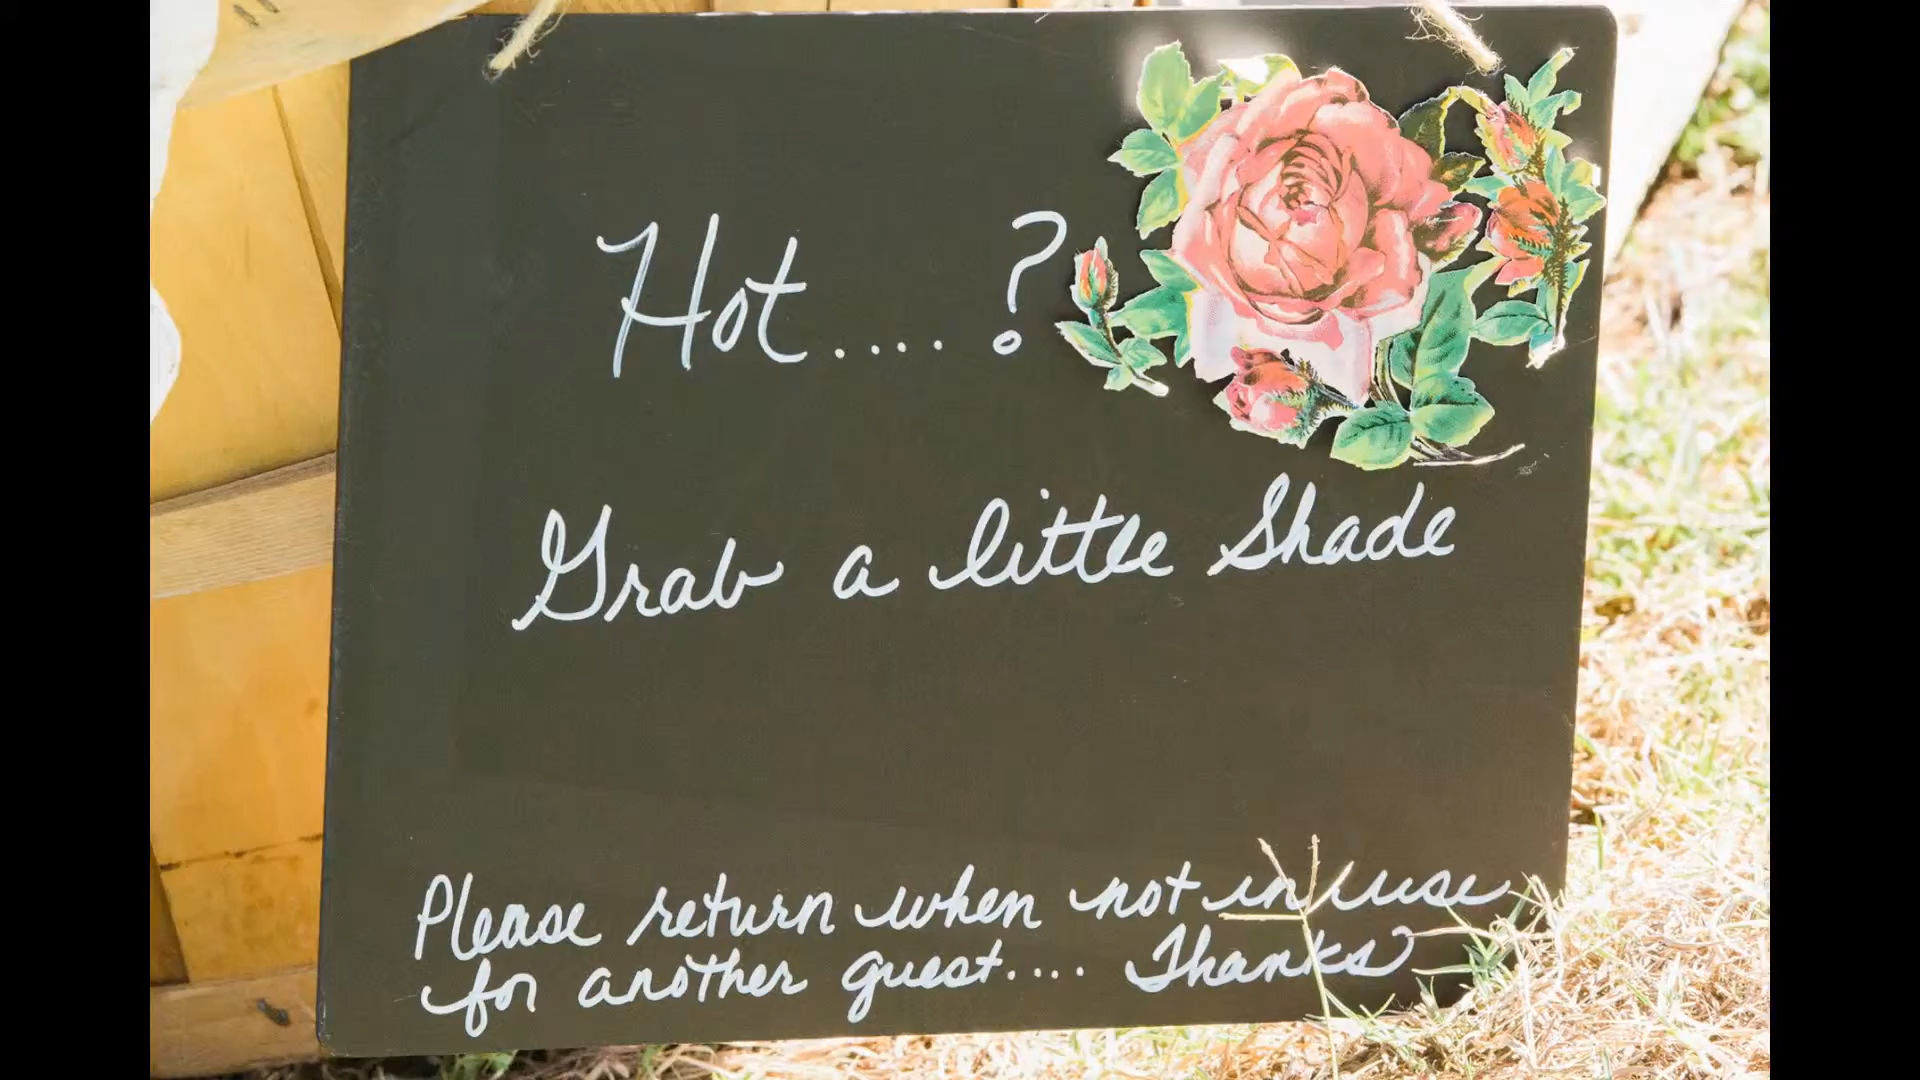 Hot....?
Grab a little Shade
Please return when not in use
for another guest.... Thanks